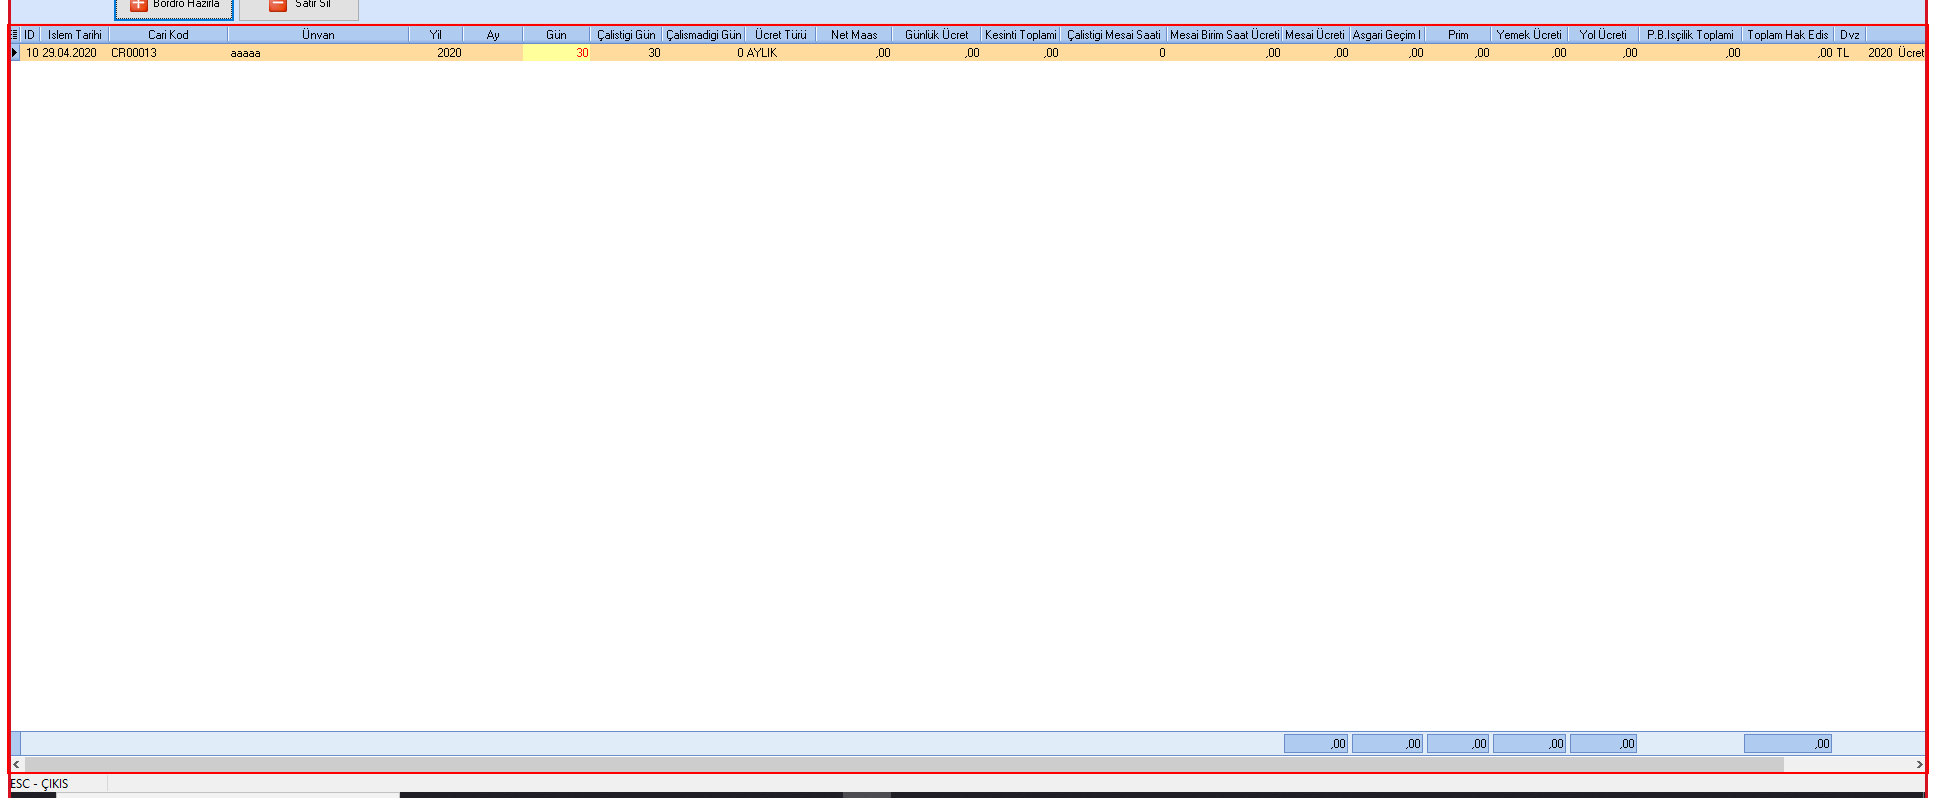 Bordro Hazırla Satır Sil
ID Islem Tarihi Cari Kod Ünvan Yil Ay Gün Çalistigi Gün Çalismadigi Gün Ücret Türü Net Maas Günlük Ücret Kesinti Toplami Çalistigi Mesai Saati Mesai Birim Saat Ücreti Mesai Ücreti Asgari Geçim I Prim Yemek Ücreti Yol Ücreti P.B.Isçilik Toplami Toplam Hak Edis Dvz
10 29.04.2020 CR00013 aaaaa 2020 30 30 0 AYLIK ,00 ,00 ,00 0 ,00 ,00 ,00 ,00 ,00 ,00 ,00 ,00 TL 2020 Ücret
,00 ,00 ,00 ,00 ,00 ,00
ESC - ÇIKIS